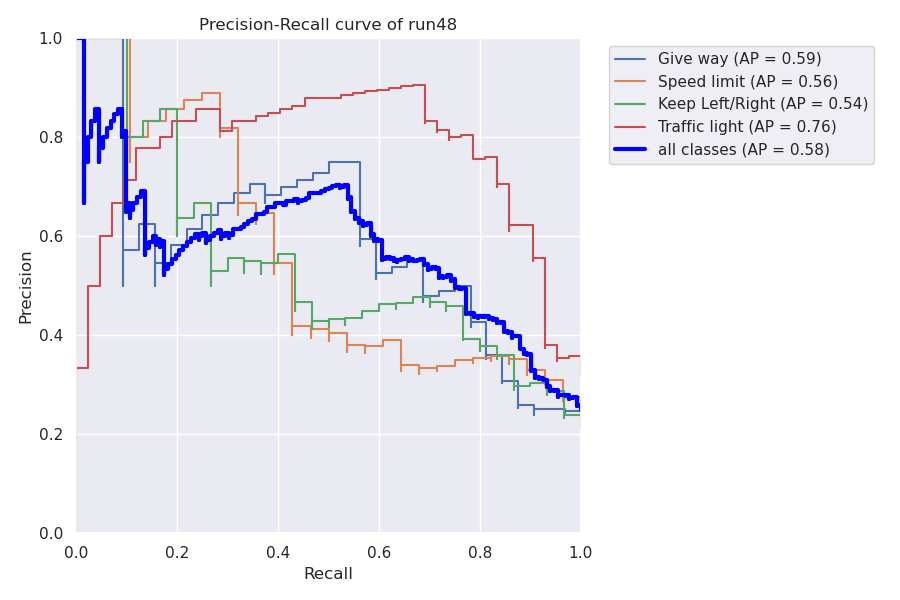 Precision-Recall curve of run48
1.0
0.8
0.6
0.4
0.2
0.0
Precision
0.0 0.2 0.4 0.6 0.8 1.0
Recall
Give way (AP = 0.59)
Speed limit (AP = 0.56)
Keep Left/Right (AP = 0.54)
Traffic light (AP = 0.76)
all classes (AP = 0.58)